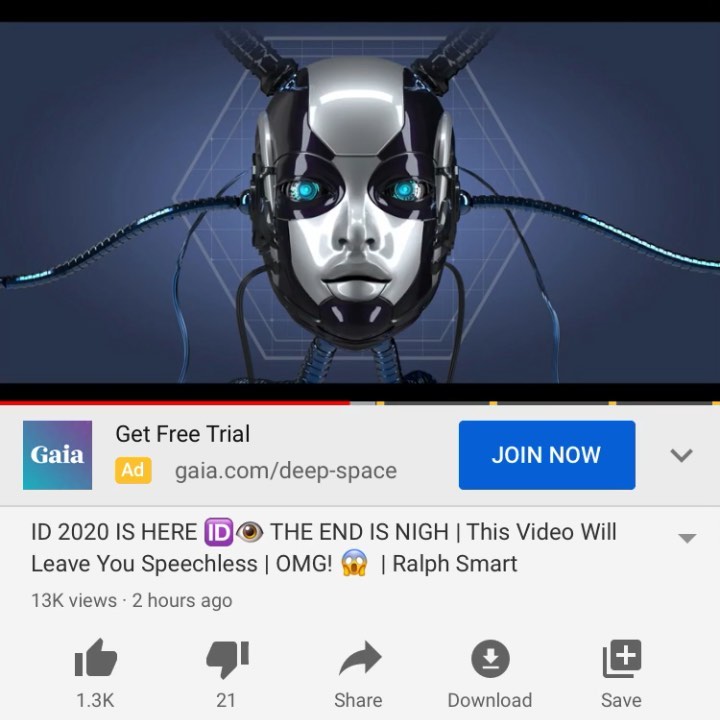 Gaia
Get Free Trial
Ad gaia.com/deep-space
JOIN NOW
ID 2020 IS HERE 🆔👁️ THE END IS NIGH | This Video Will
Leave You Speechless | OMG! 😱 | Ralph Smart
13K views · 2 hours ago
1.3K 21 Share Download Save